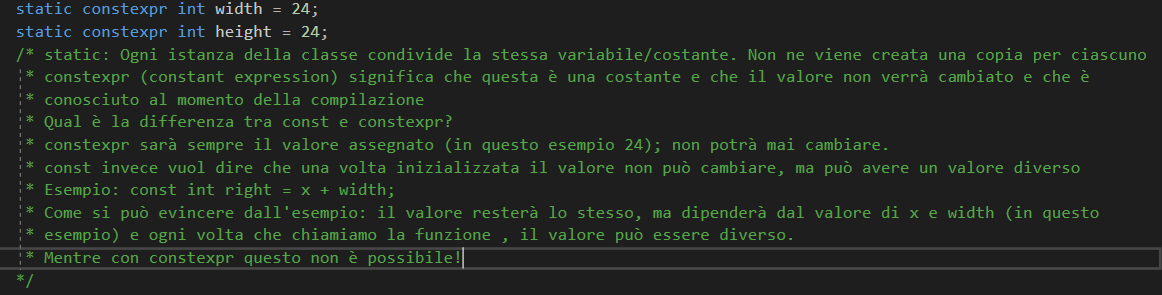 static constexpr int width = 24;
static constexpr int height = 24;
/* static: Ogni istanza della classe condivide la stessa variabile/costante. Non ne viene creata una copia per ciascuno
* constexpr (constant expression) significa che questa è una costante e che il valore non verrà cambiato e che è
* conosciuto al momento della compilazione
* Qual è la differenza tra const e constexpr?
* constexpr sarà sempre il valore assegnato (in questo esempio 24); non potrà mai cambiare.
* const invece vuol dire che una volta inizializzata il valore non può cambiare, ma può avere un valore diverso
* Esempio: const int right = x + width;
* Come si può evincere dall'esempio: il valore resterà lo stesso, ma dipenderà dal valore di x e width (in questo
* esempio) e ogni volta che chiamiamo la funzione , il valore può essere diverso.
* Mentre con constexpr questo non è possibile!
*/